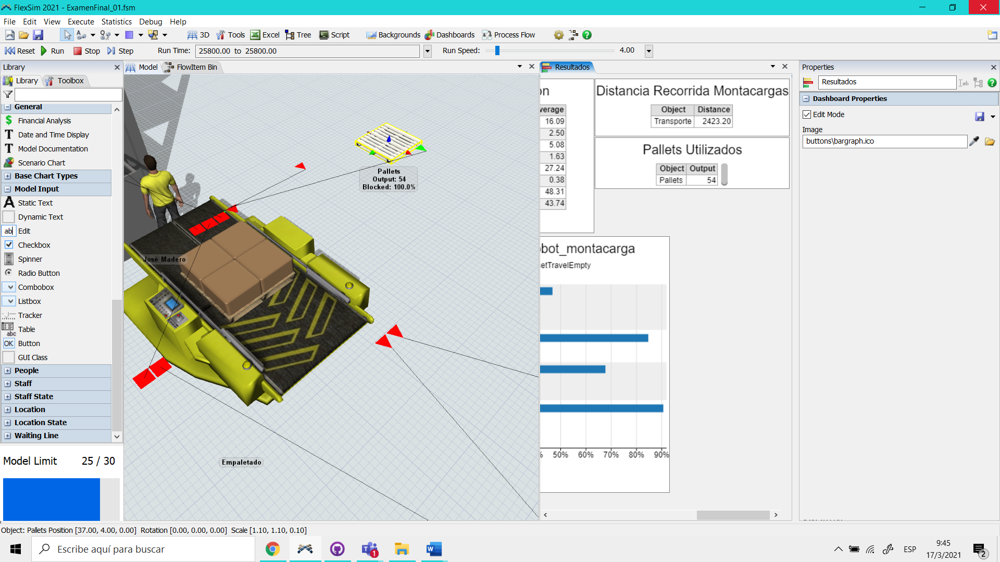 FlexSim 2021 - ExamenFinal_01.fsm
File Edit View Execute Statistics Debug Help
3D Tools Excel Tree Script Backgrounds Dashboards Process Flow
Reset Run Stop Step Run Time: 25800.00 to 25800.00 Run Speed: 4.00
Library
Library Toolbox
General
Financial Analysis
Date and Time Display
Model Documentation
Scenario Chart
Base Chart Types
Model Input
Static Text
Dynamic Text
Edit
Checkbox
Spinner
Radio Button
Combobox
Listbox
Tracker
Table
Button
GUI Class
People
Staff
Staff State
Location
Location State
Waiting Line
Model Limit 25 / 30
Model FlowItem Bin
Pallets
Output: 54
Blocked: 100.0%
José Madero
Empaletado
Resultados
ón
verage
16.09
2.50
5.08
1.63
27.24
0.38
48.31
43.74
Distancia Recorrida Montacargas
Object Distance
Transporte 2423.20
Pallets Utilizados
Object Output
Pallets 54
obot_montacarga
setTravelEmpty
% 50% 60% 70% 80% 90%
Properties
Resultados
Dashboard Properties
Edit Mode
Image
buttons\bargraph.ico
Object: Pallets Position [37.00, 4.00, 0.00] Rotation [0.00, 0.00, 0.00] Scale [1.10, 1.10, 0.10]
Escribe aquí para buscar
1
ESP
9:45
17/3/2021
2